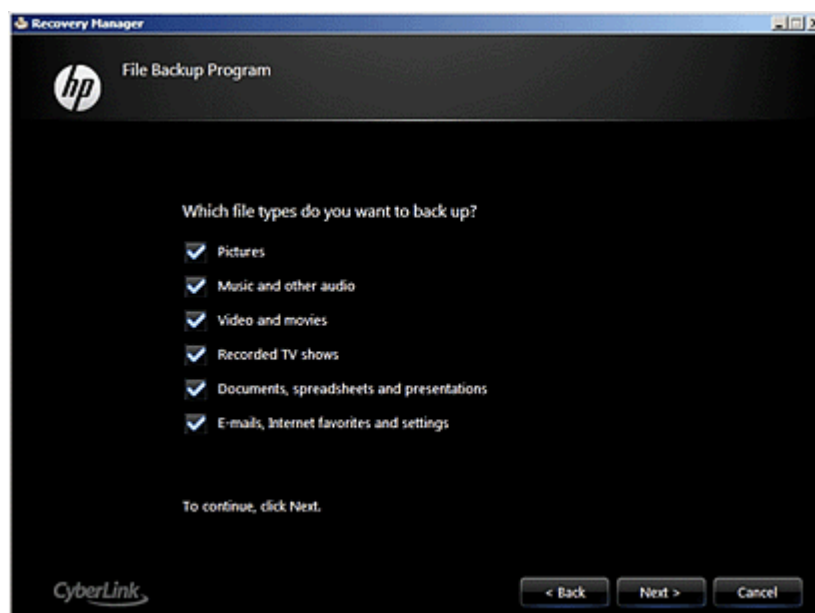 Recovery Manager
hp
File Backup Program
Which file types do you want to back up?
Pictures
Music and other audio
Video and movies
Recorded TV shows
Documents, spreadsheets and presentations
E-mails, Internet favorites and settings
To continue, click Next.
CyberLink
< Back
Next >
Cancel